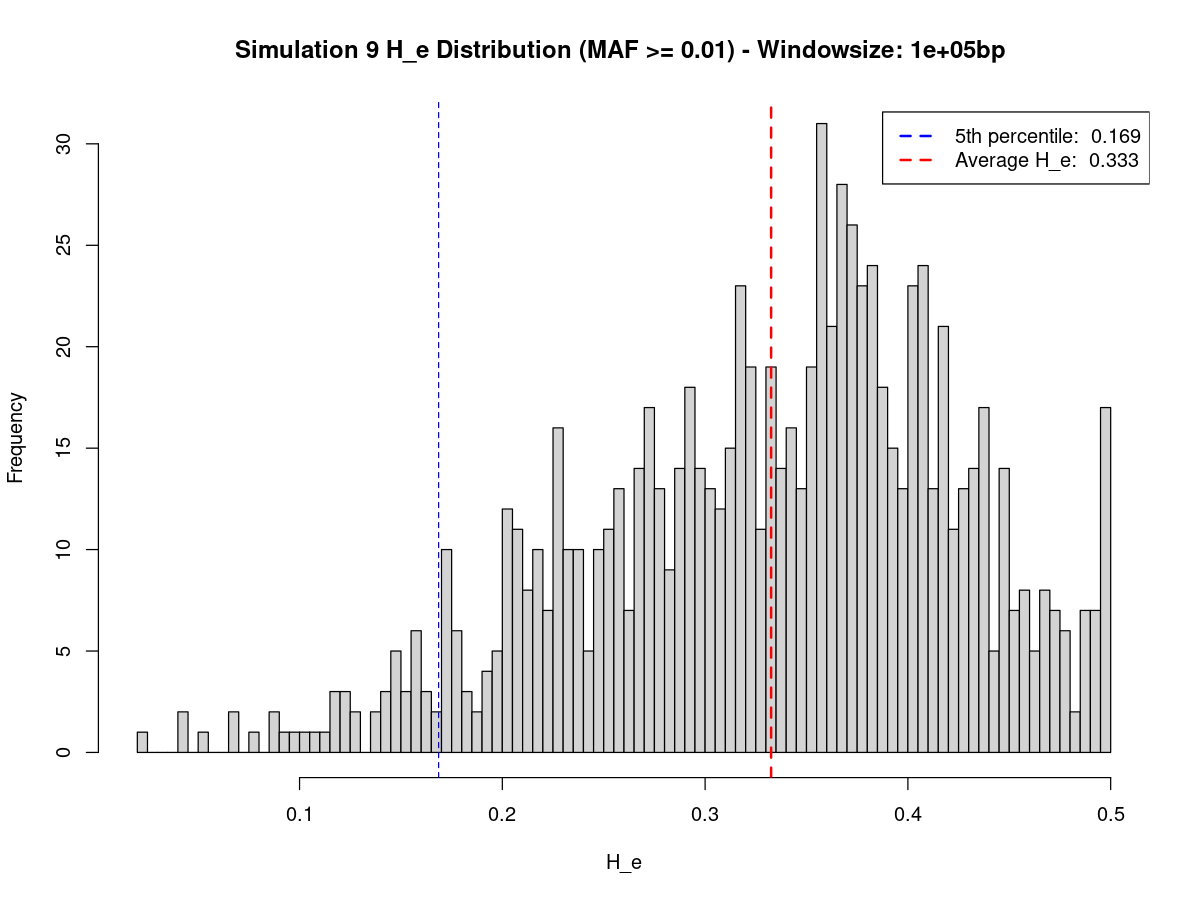 Simulation 9 H_e Distribution (MAF >= 0.01) - Windowsize: 1e+05bp
5th percentile: 0.169
Average H_e: 0.333
Frequency
30
25
20
15
10
5
0
0.1 0.2 0.3 0.4 0.5
H_e